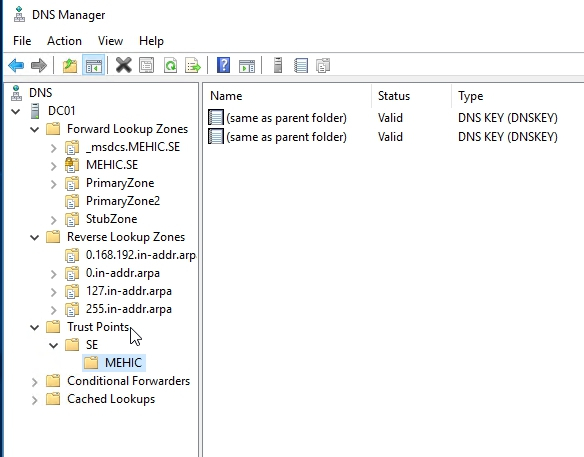 DNS Manager
File Action View Help
DNS
DC01
Forward Lookup Zones
_msdcs.MEHIC.SE
MEHIC.SE
PrimaryZone
PrimaryZone2
StubZone
Reverse Lookup Zones
0.168.192.in-addr.arpa
0.in-addr.arpa
127.in-addr.arpa
255.in-addr.arpa
Trust Points
SE
MEHIC
Conditional Forwarders
Cached Lookups
Name Status Type
(same as parent folder) Valid DNS KEY (DNSKEY)
(same as parent folder) Valid DNS KEY (DNSKEY)